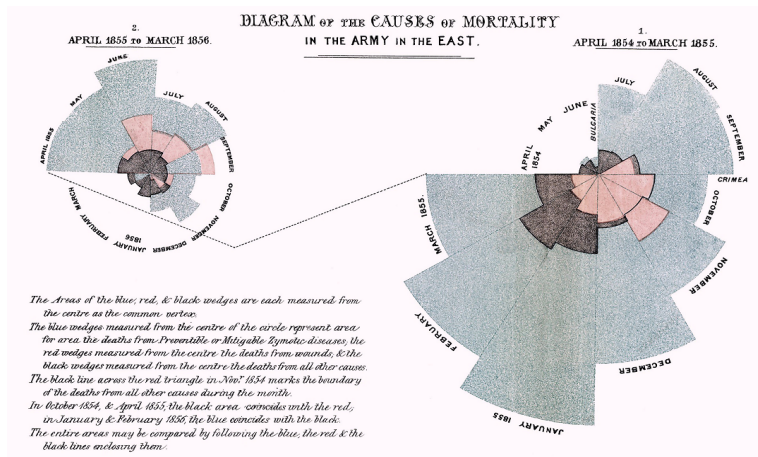 DIAGRAM OF THE CAUSES OF MORTALITY
IN THE ARMY IN THE EAST.
2.
APRIL 1855 TO MARCH 1856.
1.
APRIL 1854 TO MARCH 1855.
APRIL 1855
MAY
JUNE
JULY
AUGUST
SEPTEMBER
OCTOBER
NOVEMBER
DECEMBER
JANUARY
1856
FEBRUARY
MARCH
APRIL
1854
MAY
JUNE
BULGARIA
JULY
AUGUST
SEPTEMBER
CRIMEA
OCTOBER
NOVEMBER
DECEMBER
JANUARY 1855
FEBRUARY
MARCH 1855.
The Areas of the blue, red, & black wedges are each measured from
the centre as the common vertex.
The blue wedges measured from the centre of the circle represent area
for area the deaths from Preventible or Mitigable Zymotic diseases; the
red wedges measured from the centre the deaths from wounds; & the
black wedges measured from the centre the deaths from all other causes.
The black line across the red triangle in Nov.r 1854 marks the boundary
of the deaths from all other causes during the month.
In October 1854, & April 1855, the black area coincides with the red;
in January & February 1856, the blue coincides with the black.
The entire areas may be compared by following the blue, the red & the
black lines enclosing them.